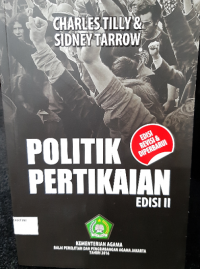 CHARLES TILLY &
SIDNEY TARROW
EDISI
REVISI &
DIPERBARUI
POLITIK
PERTIKAIAN
EDISI II
KEMENTERIAN AGAMA
BALAI PENELITIAN DAN PENGEMBANGAN AGAMA JAKARTA
TAHUN 2016